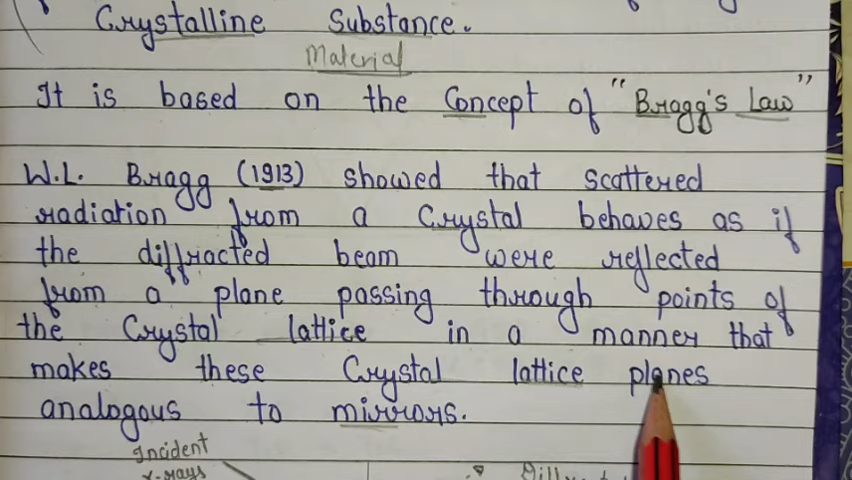 Crystalline Substance.
Material
It is based on the Concept of "Bragg's Law"
W.L. Bragg (1913) showed that scattered
radiation from a Crystal behaves as if
the diffracted beam were reflected
from a plane passing through points of
the Crystal lattice in a manner that
makes these Crystal lattice planes
analogous to mirrors.
Incident
x-rays